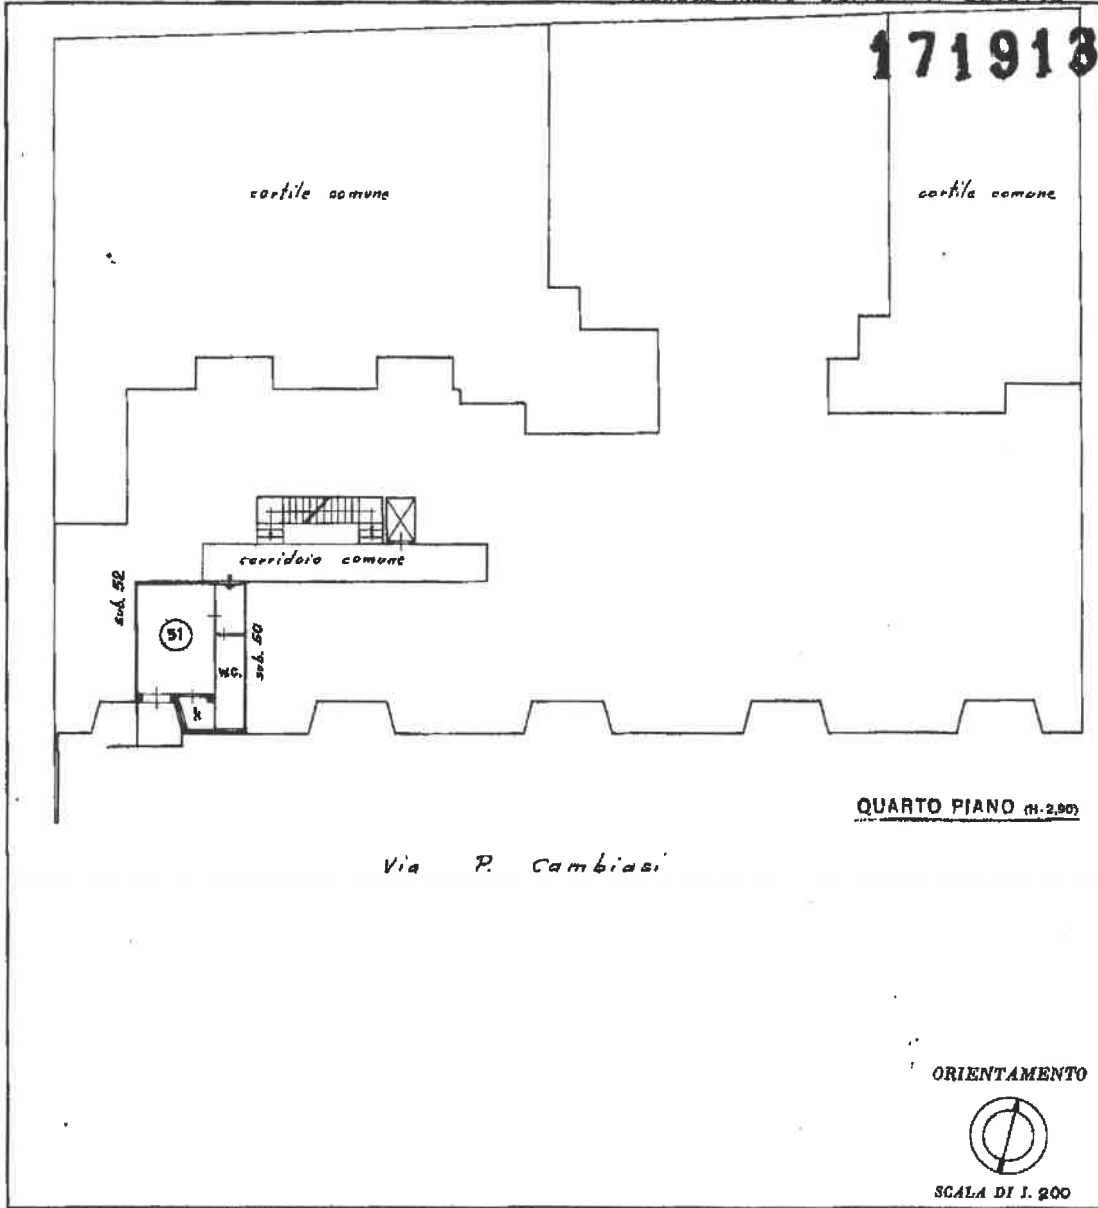 171913
cortile comune
cortile comune
corridoio comune
sub. 52
51
sub. 50
W.C.
K
QUARTO PIANO (H=2,90)
Via P. Cambiasi
ORIENTAMENTO
SCALA DI 1: 200